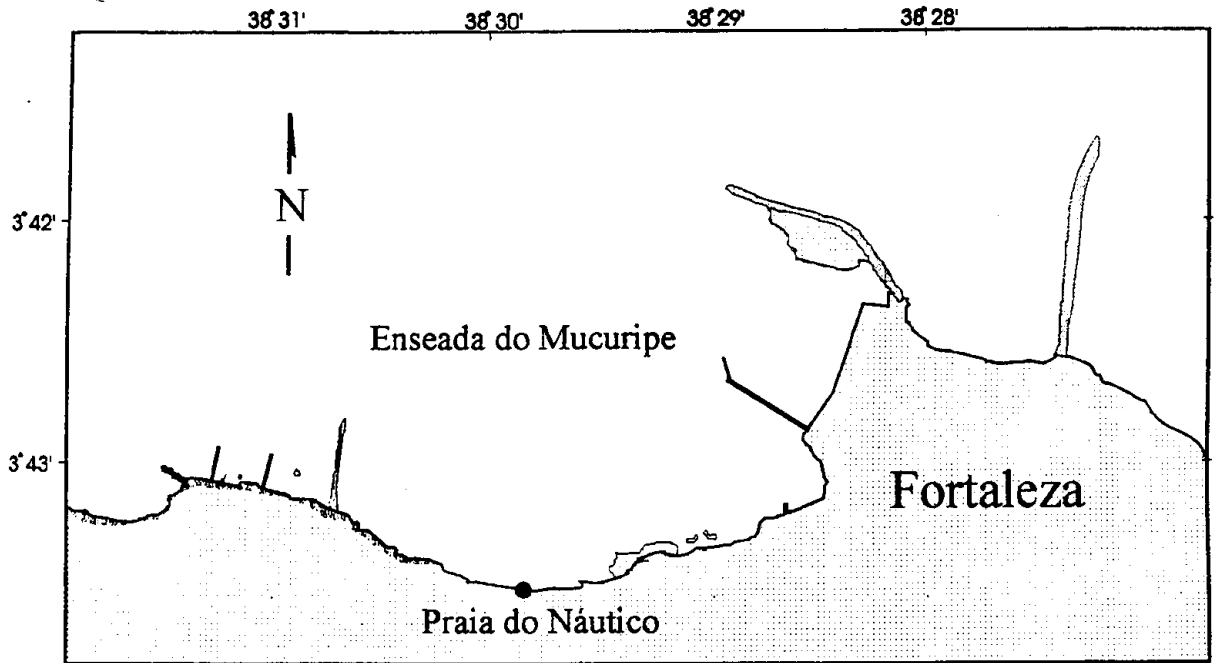 38°31' 38°30' 38°29' 38°28'
N
3°42'
Enseada do Mucuripe
3°43'
Fortaleza
Praia do Náutico